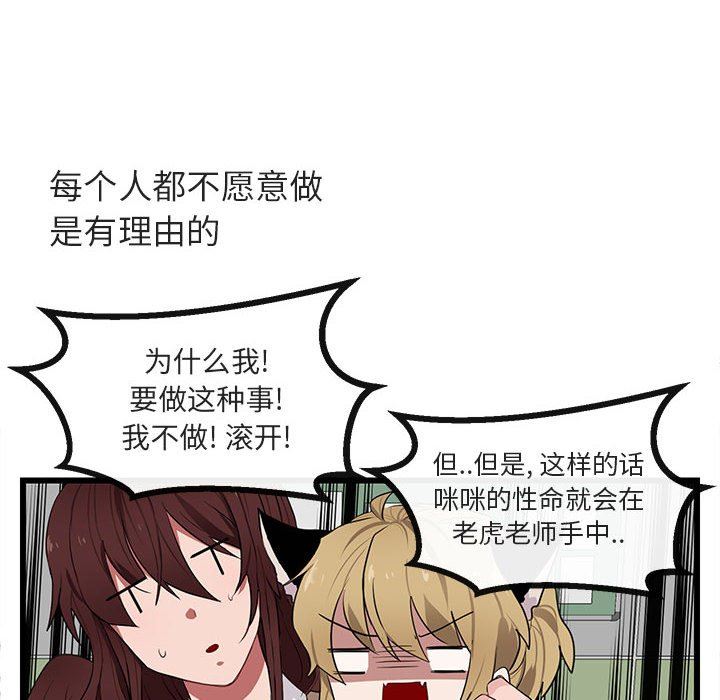 每个人都不愿意做
是有理由的
为什么我!
要做这种事!
我不做! 滚开!
但..但是, 这样的话
咪咪的性命就会在
老虎老师手中..